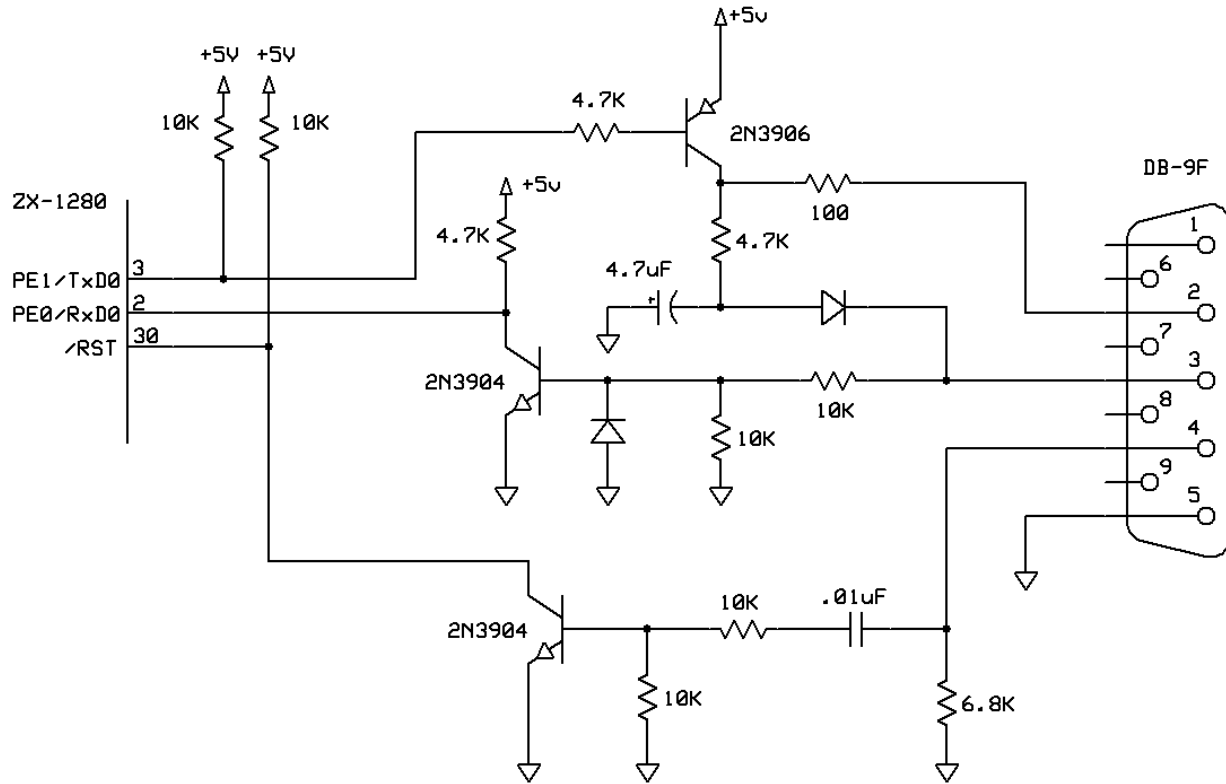 +5v
+5V +5V
10K
10K
4.7K
2N3906
DB-9F
ZX-1280
+5v
4.7K
100
4.7K
4.7uF
+
PE1/TxD0 3
PE0/RxD0 2
/RST 30
2N3904
10K
10K
1
6
2
7
3
8
4
9
5
2N3904
10K
.01uF
10K
6.8K